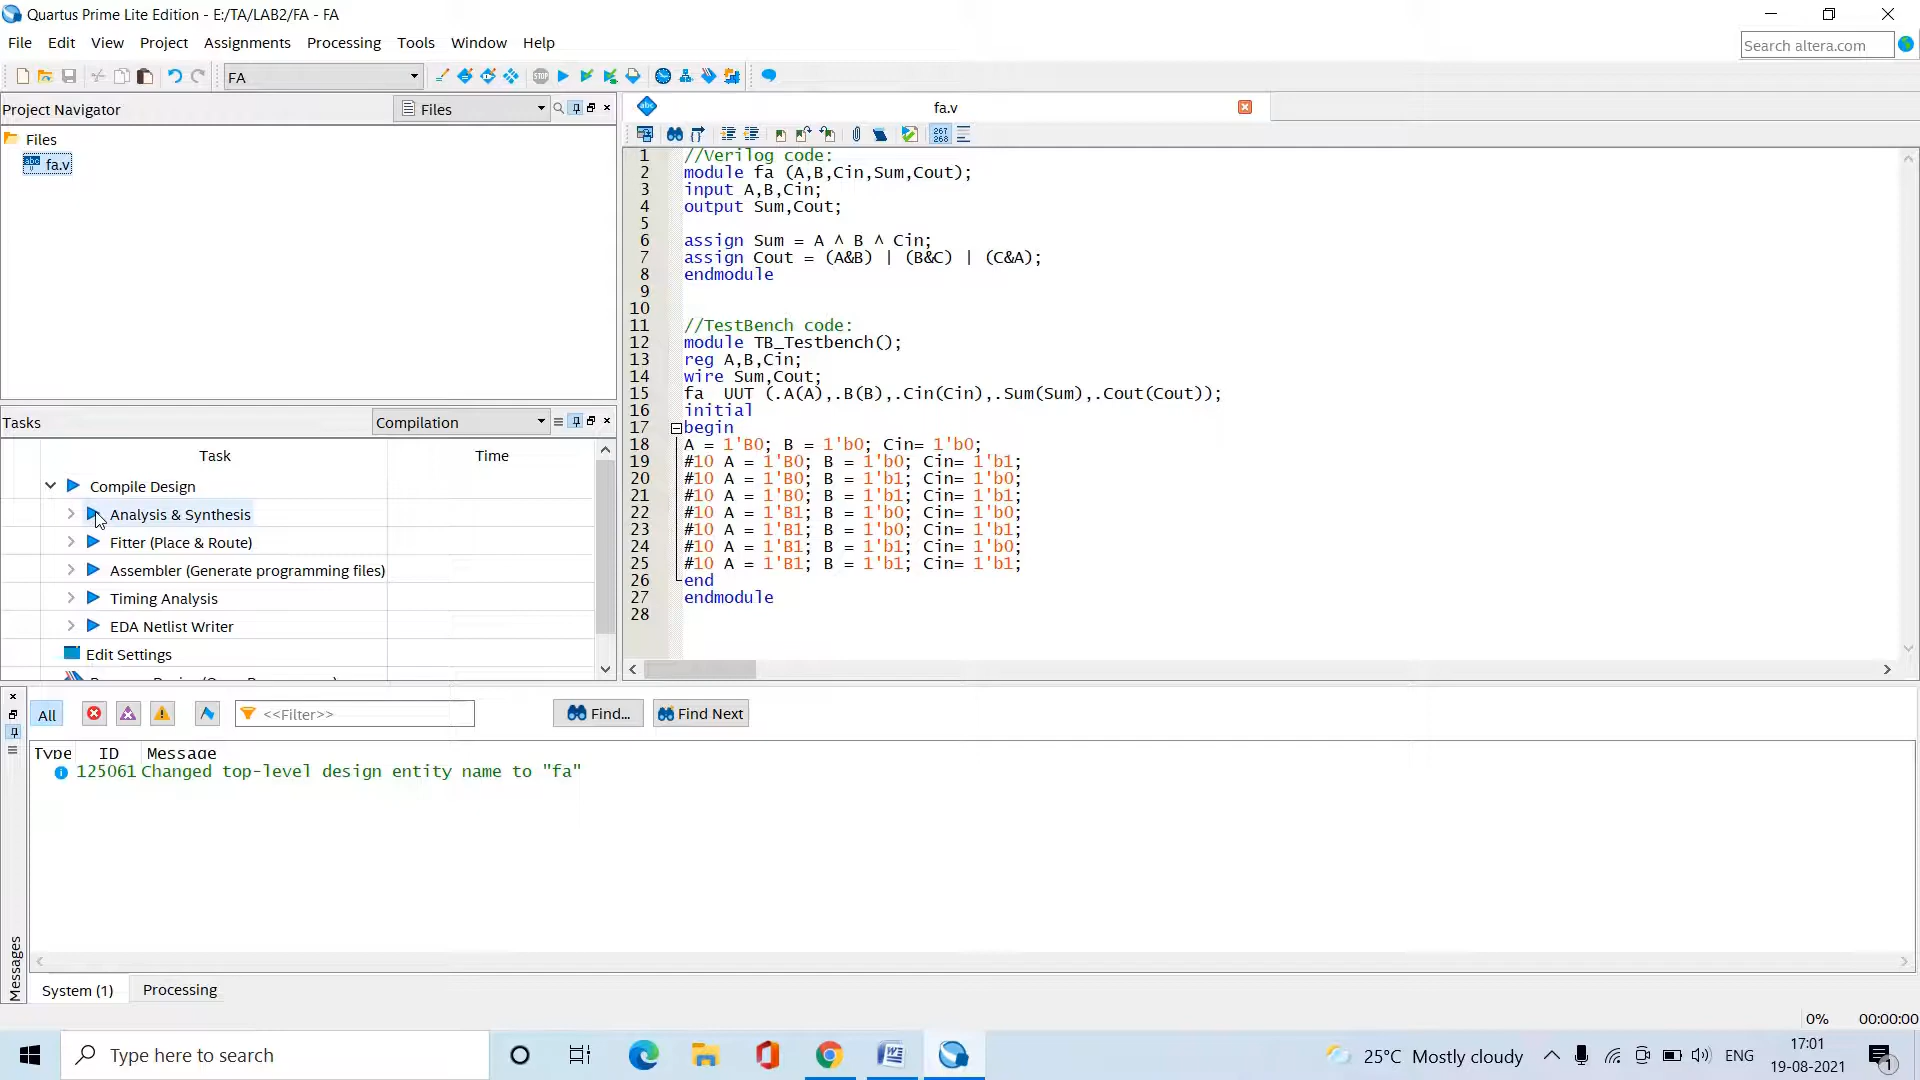 Quartus Prime Lite Edition - E:/TA/LAB2/FA - FA
File Edit View Project Assignments Processing Tools Window Help
Search altera.com
FA
Project Navigator
Files
fa.v
Files
fa.v
1 //Verilog code:
2 module fa (A,B,Cin,Sum,Cout);
3 input A,B,Cin;
4 output Sum,Cout;
5
6 assign Sum = A ^ B ^ Cin;
7 assign Cout = (A&B) | (B&C) | (C&A);
8 endmodule
9
10
11 //TestBench code:
12 module TB_Testbench();
13 reg A,B,Cin;
14 wire Sum,Cout;
15 fa  UUT (.A(A),.B(B),.Cin(Cin),.Sum(Sum),.Cout(Cout));
16 initial
17 begin
18 A = 1'B0; B = 1'b0; Cin= 1'b0;
19 #10 A = 1'B0; B = 1'b0; Cin= 1'b1;
20 #10 A = 1'B0; B = 1'b1; Cin= 1'b0;
21 #10 A = 1'B0; B = 1'b1; Cin= 1'b1;
22 #10 A = 1'B1; B = 1'b0; Cin= 1'b0;
23 #10 A = 1'B1; B = 1'b0; Cin= 1'b1;
24 #10 A = 1'B1; B = 1'b1; Cin= 1'b0;
25 #10 A = 1'B1; B = 1'b1; Cin= 1'b1;
26 end
27 endmodule
28
Tasks
Compilation
Task Time
Compile Design
Analysis & Synthesis
Fitter (Place & Route)
Assembler (Generate programming files)
Timing Analysis
EDA Netlist Writer
Edit Settings
All
<<Filter>>
Find...
Find Next
Type ID Message
125061 Changed top-level design entity name to "fa"
Messages
System (1) Processing
0% 00:00:00
Type here to search
25°C Mostly cloudy
ENG
17:01
19-08-2021
1